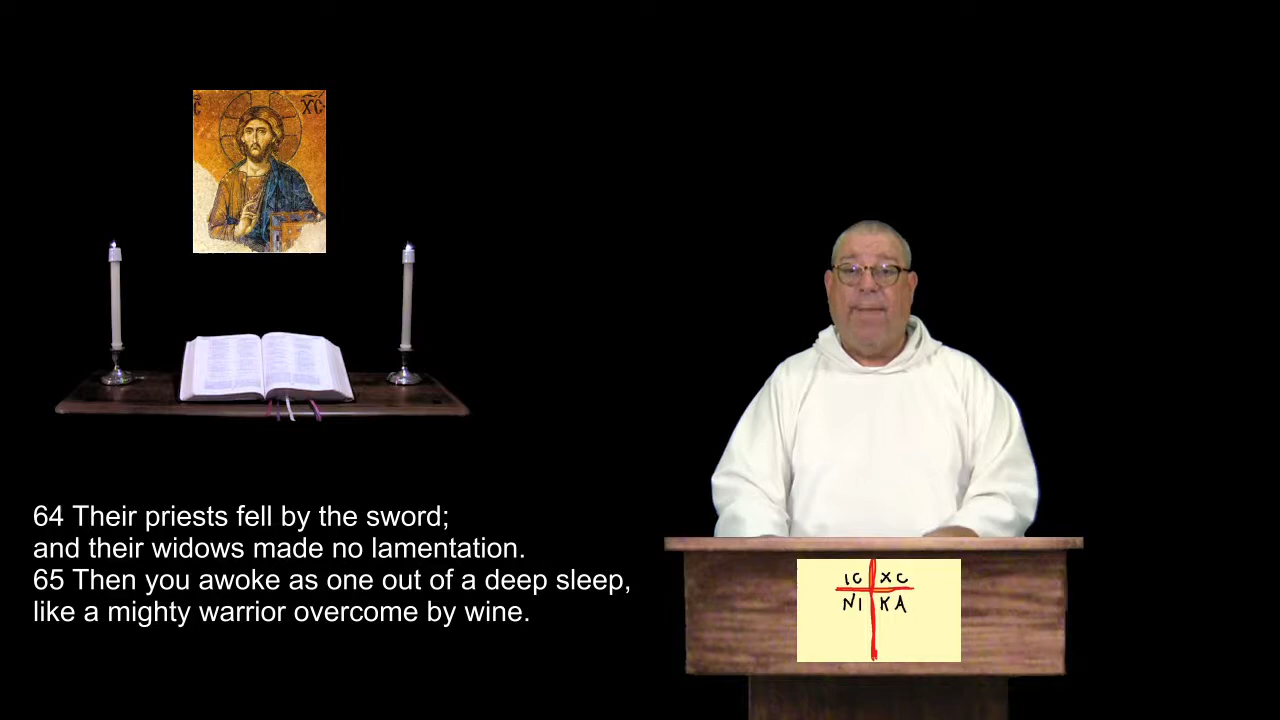 C XC
64 Their priests fell by the sword;
and their widows made no lamentation.
65 Then you awoke as one out of a deep sleep,
like a mighty warrior overcome by wine.
IC XC
NI KA